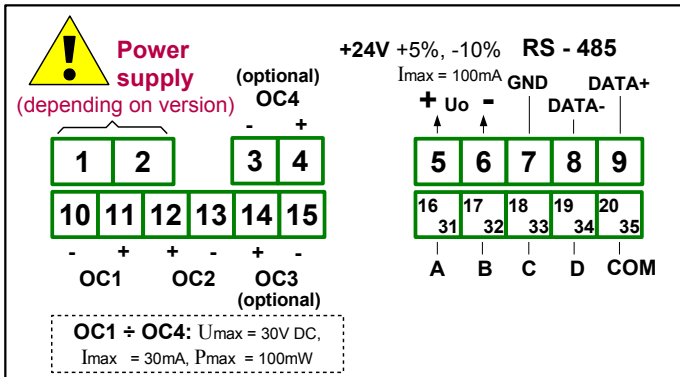 Power supply
(depending on version)
(optional)
OC4
- +
+24V +5%, -10%
Imax = 100mA
+ Uo -
RS - 485
GND
DATA-
DATA+
1 2 3 4 5 6 7 8 9
10 11 12 13 14 15
16 31 17 32 18 33 19 34 20 35
- + + - + -
OC1 OC2 OC3
(optional)
A B C D COM
OC1 ÷ OC4: Umax = 30V DC,
Imax = 30mA, Pmax = 100mW